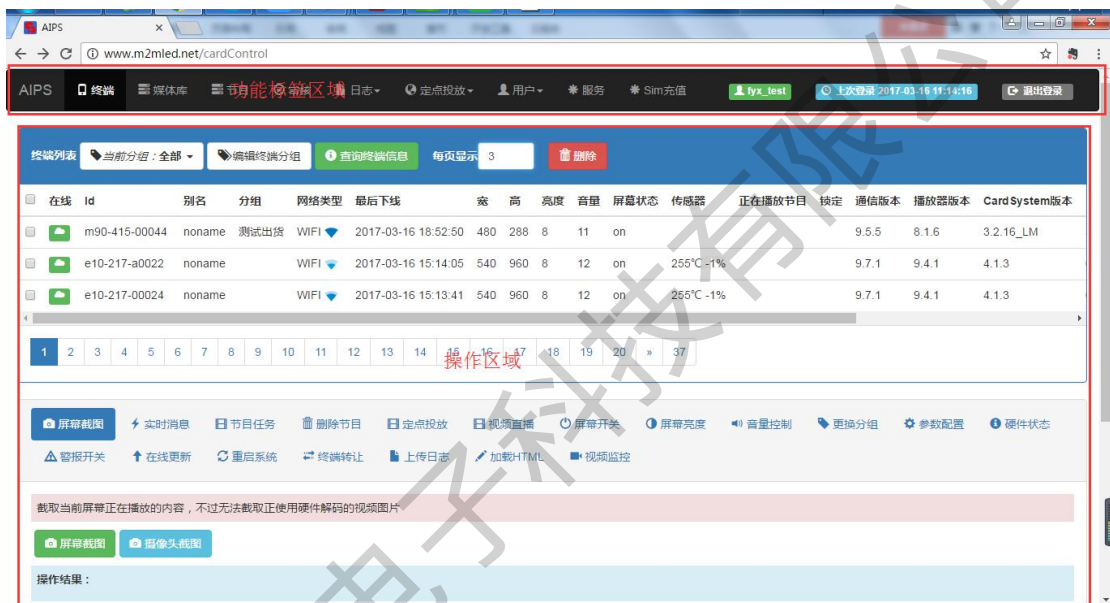 AIPS
www.m2mled.net/cardControl
AIPS 终端 媒体库 节目 审核 日志 定点投放 用户 服务 Sim充值 fyx_test 上次登录 2017-03-16 11:14:16 退出登录
功能标签区域
终端列表 当前分组：全部 编辑终端分组 查询终端信息 每页显示 3 删除
在线 Id 别名 分组 网络类型 最后下线 宽 高 亮度 音量 屏幕状态 传感器 正在播放节目 锁定 通信版本 播放器版本 CardSystem版本
m90-415-00044 noname 测试出货 WIFI 2017-03-16 18:52:50 480 288 8 11 on 9.5.5 8.1.6 3.2.16_LM
e10-217-a0022 noname WIFI 2017-03-16 15:14:05 540 960 8 12 on 255℃ -1% 9.7.1 9.4.1 4.1.3
e10-217-00024 noname WIFI 2017-03-16 15:13:41 540 960 8 12 on 255℃ -1% 9.7.1 9.4.1 4.1.3
1 2 3 4 5 6 7 8 9 10 11 12 13 14 15 16 17 18 19 20 » 37
操作区域
屏幕截图 实时消息 节目任务 删除节目 定点投放 视频直播 屏幕开关 屏幕亮度 音量控制 更换分组 参数配置 硬件状态
警报开关 在线更新 重启系统 终端转让 上传日志 加载HTML 视频监控
截取当前屏幕正在播放的内容，不过无法截取正使用硬件解码的视频图片
屏幕截图 摄像头截图
操作结果：
电子科技有限公